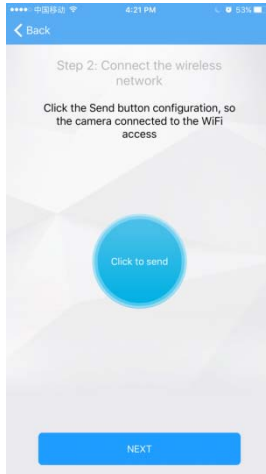 中国移动 4:21 PM 53%
Back
Step 2: Connect the wireless
network
Click the Send button configuration, so
the camera connected to the WiFi
access
Click to send
NEXT